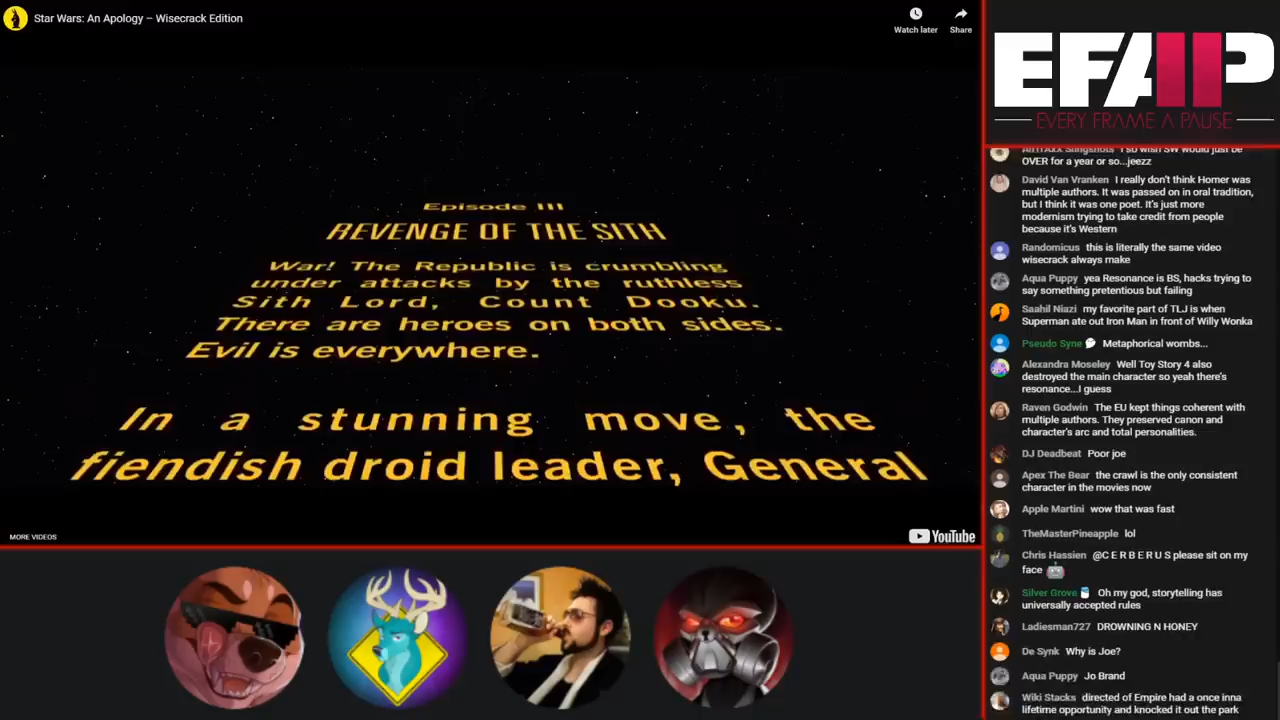 Star Wars: An Apology – Wisecrack Edition
Watch later
Share
Episode III
REVENGE OF THE SITH
War! The Republic is crumbling
under attacks by the ruthless
Sith Lord, Count Dooku.
There are heroes on both sides.
Evil is everywhere.
In a stunning move, the
fiendish droid leader, General
MORE VIDEOS
YouTube
EFAP
EVERY FRAME A PAUSE
I so wish SW would just be
OVER for a year or so...jeezz
David Van Vranken I really don't think Homer was
multiple authors. It was passed on in oral tradition,
but I think it was one poet. It's just more
modernism trying to take credit from people
because it's Western
Randomicus this is literally the same video
wisecrack always make
Aqua Puppy yea Resonance is BS, hacks trying to
say something pretentious but failing
Saahil Niazi my favorite part of TLJ is when
Superman ate out Iron Man in front of Willy Wonka
Pseudo Syne Metaphorical wombs...
Alexandra Moseley Well Toy Story 4 also
destroyed the main character so yeah there's
resonance...I guess
Raven Godwin The EU kept things coherent with
multiple authors. They preserved canon and
character's arc and total personalities.
DJ Deadbeat Poor joe
Apex The Bear the crawl is the only consistent
character in the movies now
Apple Martini wow that was fast
TheMasterPineapple lol
Chris Hassien @C E R B E R U S please sit on my
face
Silver Grove Oh my god, storytelling has
universally accepted rules
Ladiesman727 DROWNING N HONEY
De Synk Why is Joe?
Aqua Puppy Jo Brand
Wiki Stacks directed of Empire had a once inna
lifetime opportunity and knocked it out the park